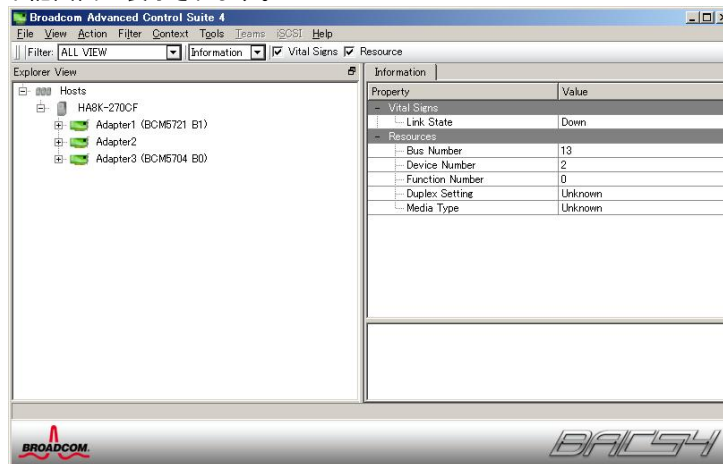 Broadcom Advanced Control Suite 4
File View Action Filter Context Tools Teams iSCSI Help
Filter: ALL VIEW Information Vital Signs Resource
Explorer View
Hosts
HA8K-270CF
Adapter1 (BCM5721 B1)
Adapter2
Adapter3 (BCM5704 B0)
Information
Property Value
Vital Signs
Link State Down
Resources
Bus Number 13
Device Number 2
Function Number 0
Duplex Setting Unknown
Media Type Unknown
BROADCOM.
BACS4